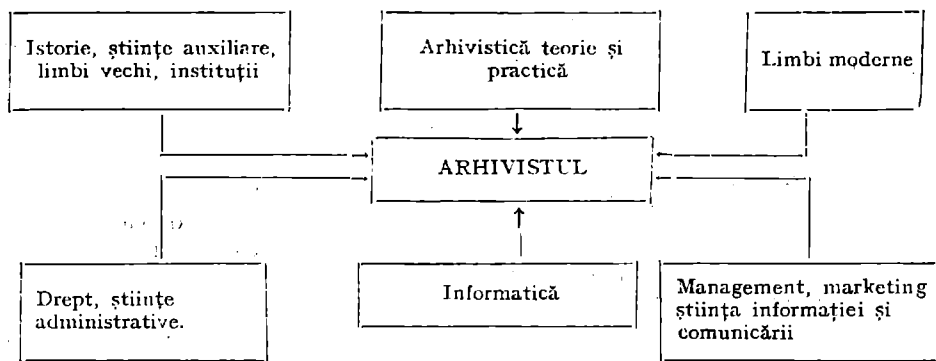 Istorie, științe auxiliare,
limbi vechi, instituții
Arhivistică teorie și
practică
Limbi moderne
ARHIVISTUL
Drept, științe
administrative.
Informatică
Management, marketing
știința informației și
comunicării